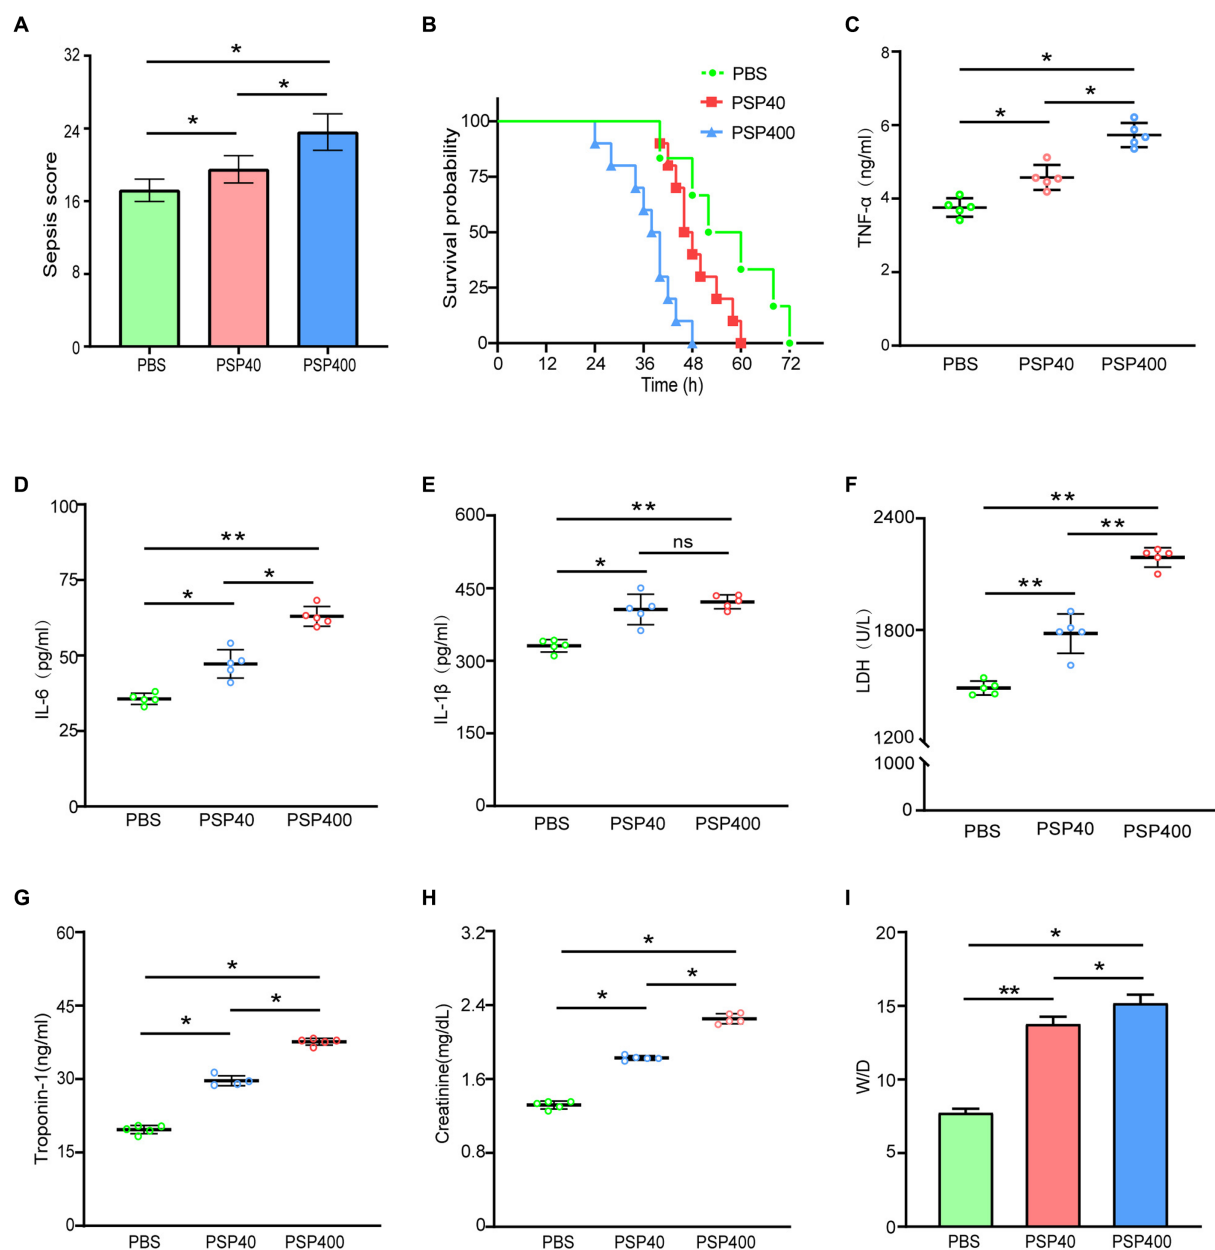 A
32
24
16
8
0
Sepsis score
*
*
*
PBS
PSP40
PSP400
B
PBS
PSP40
PSP400
100
75
50
25
0
Survival probability
0 12 24 36 48 60 72
Time (h)
C
8
6
4
2
0
TNF-α (ng/ml)
*
*
*
PBS PSP40 PSP400
D
100
75
50
25
0
IL-6 (pg/ml)
**
*
*
PBS PSP40 PSP400
E
600
450
300
150
0
IL-1β (pg/ml)
**
ns
*
PBS PSP40 PSP400
F
2400
1800
1200
1000
0
LDH (U/L)
**
**
**
PBS PSP40 PSP400
G
60
45
30
15
0
Troponin-1(ng/ml)
*
*
*
PBS PSP40 PSP400
H
3.2
2.4
1.6
0.8
0
Creatinine(mg/dL)
*
*
*
PBS PSP40 PSP400
I
20
15
10
5
0
W/D
*
*
**
PBS PSP40 PSP400